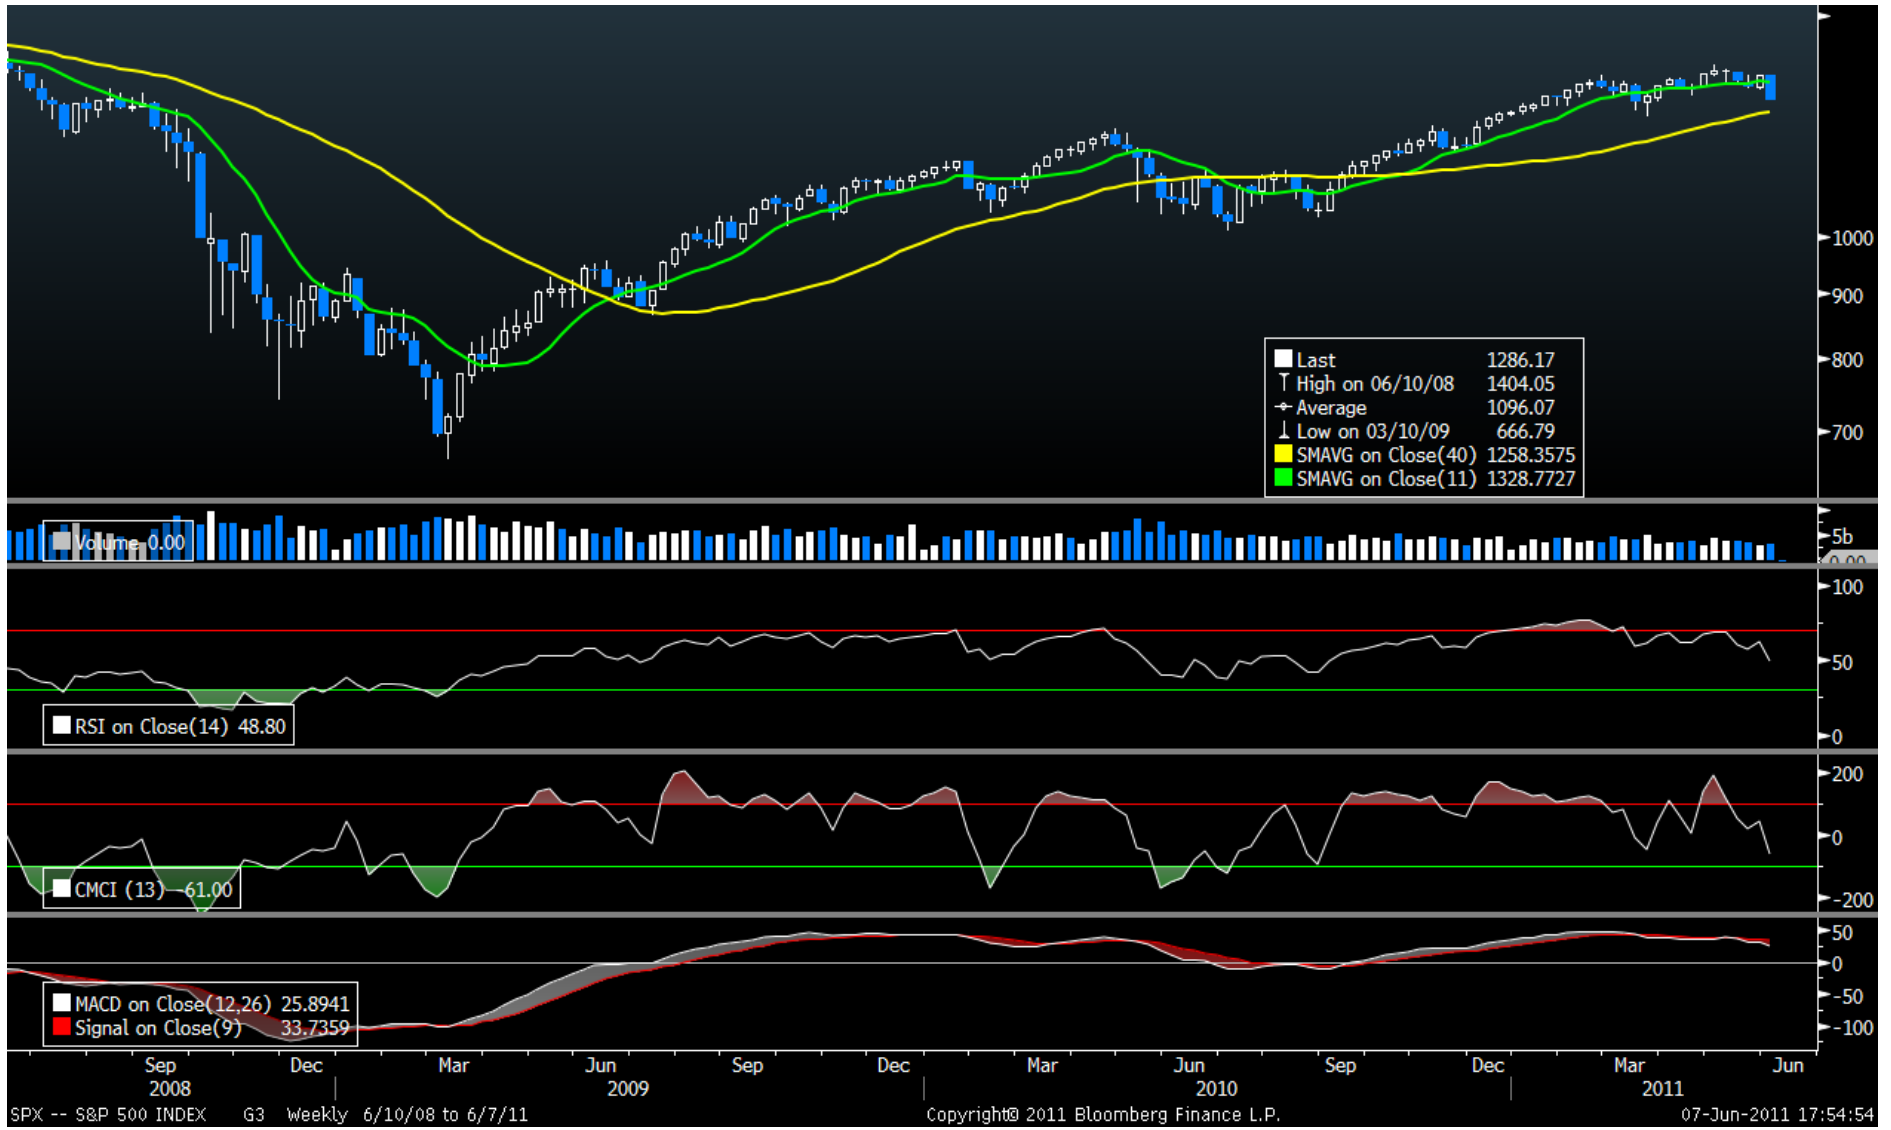 1000
900
800
700
Last 1286.17
High on 06/10/08 1404.05
Average 1096.07
Low on 03/10/09 666.79
SMAVG on Close(40) 1258.3575
SMAVG on Close(11) 1328.7727
Volume 0.00
5b
0.00
100
50
0
RSI on Close(14) 48.80
200
0
-200
CMCI (13) -61.00
50
0
-50
-100
MACD on Close(12,26) 25.8941
Signal on Close(9) 33.7359
Sep Dec Mar Jun Sep Dec Mar Jun Sep Dec Mar Jun
2008 2009 2010 2011
SPX -- S&P 500 INDEX G3 Weekly 6/10/08 to 6/7/11 Copyright© 2011 Bloomberg Finance L.P. 07-Jun-2011 17:54:54